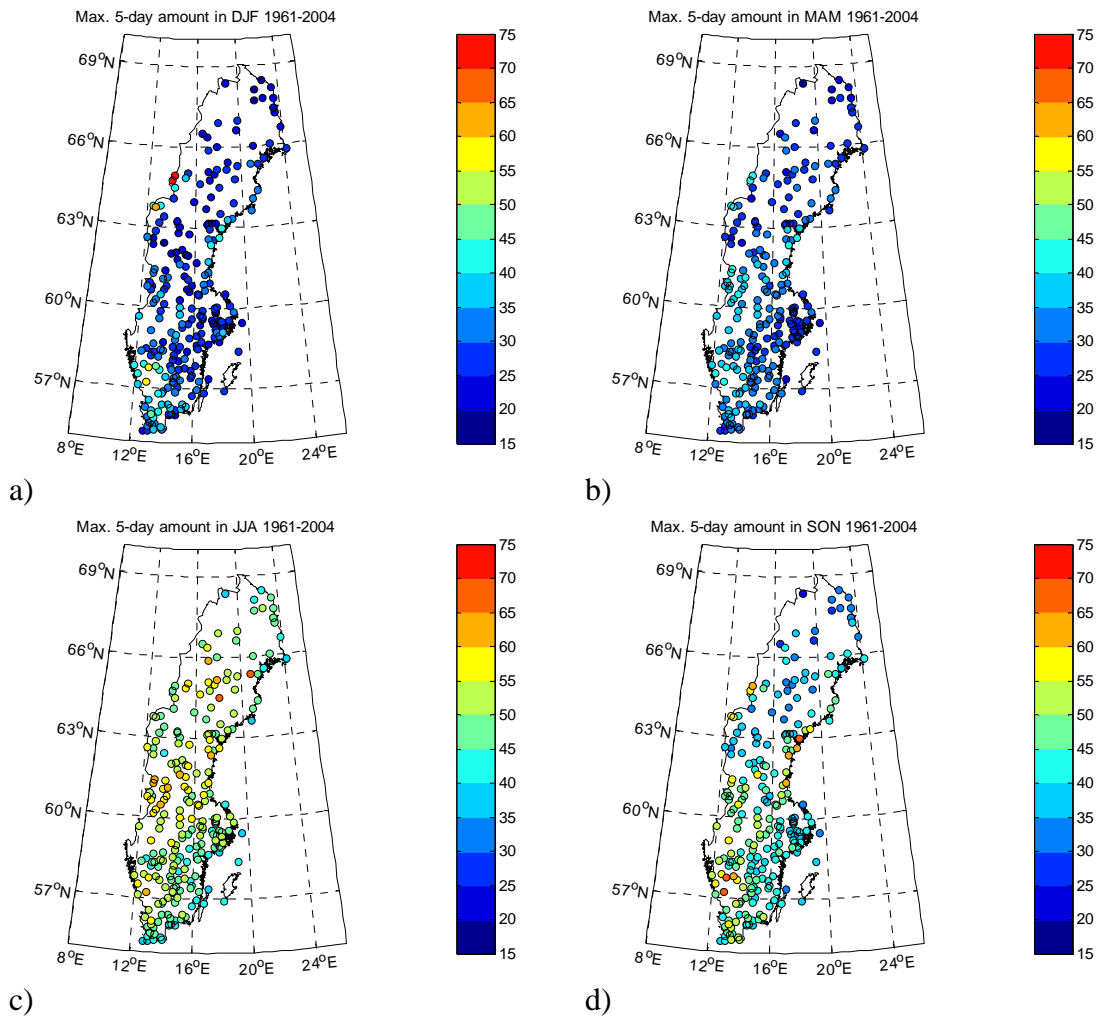 Max. 5-day amount in DJF 1961-2004
69°N
66°N
63°N
60°N
57°N
8°E
12°E
16°E
20°E
24°E
75
70
65
60
55
50
45
40
35
30
25
20
15
a)
Max. 5-day amount in MAM 1961-2004
69°N
66°N
63°N
60°N
57°N
8°E
12°E
16°E
20°E
24°E
75
70
65
60
55
50
45
40
35
30
25
20
15
b)
Max. 5-day amount in JJA 1961-2004
69°N
66°N
63°N
60°N
57°N
8°E
12°E
16°E
20°E
24°E
75
70
65
60
55
50
45
40
35
30
25
20
15
c)
Max. 5-day amount in SON 1961-2004
69°N
66°N
63°N
60°N
57°N
8°E
12°E
16°E
20°E
24°E
75
70
65
60
55
50
45
40
35
30
25
20
15
d)